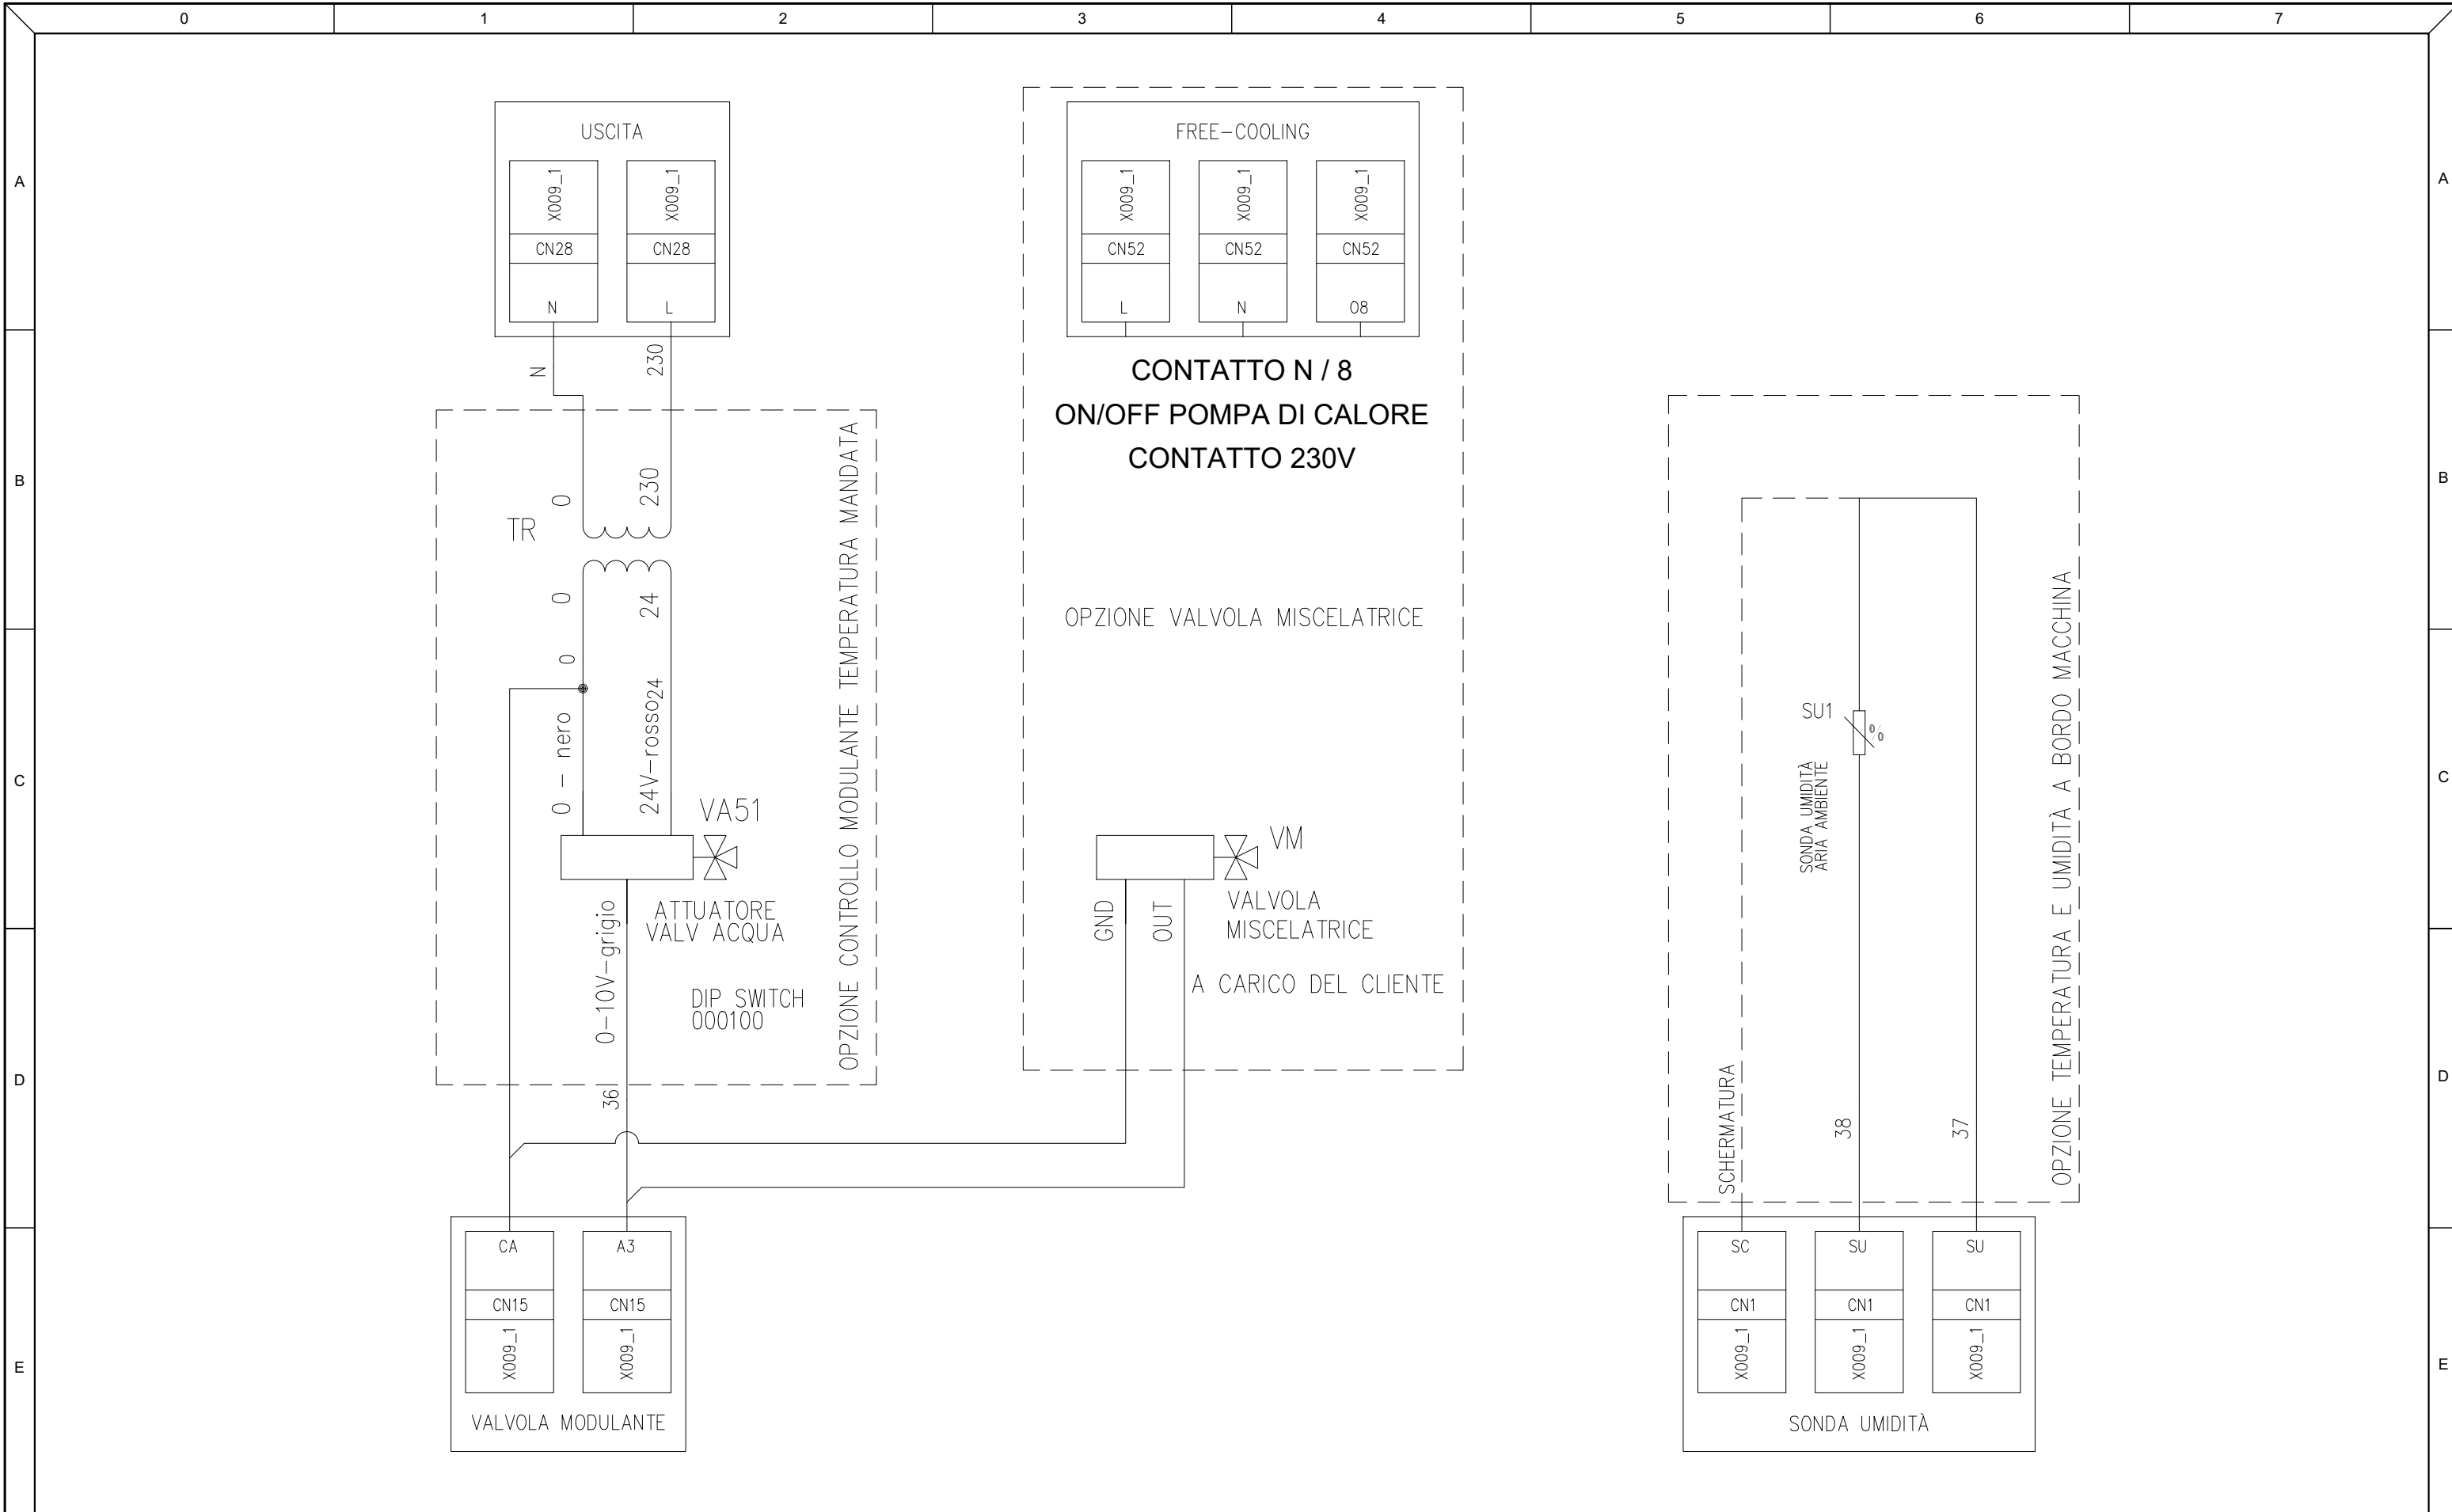 0 1 2 3 4 5 6 7
A
B
C
D
E
A
B
C
D
E
USCITA
X009_1 X009_1
CN28 CN28
N L
N 230
0 230
TR
0 24
0
0 - nero
24V-rosso24
VA51
ATTUATORE
VALV ACQUA
0-10V-grigio
DIP SWITCH
000100
OPZIONE CONTROLLO MODULANTE TEMPERATURA MANDATA
36
CA A3
CN15 CN15
X009_1 X009_1
VALVOLA MODULANTE
FREE-COOLING
X009_1 X009_1 X009_1
CN52 CN52 CN52
L N 08
CONTATTO N / 8
ON/OFF POMPA DI CALORE
CONTATTO 230V
OPZIONE VALVOLA MISCELATRICE
VM
VALVOLA
MISCELATRICE
GND OUT
A CARICO DEL CLIENTE
SU1
%
SONDA UMIDITÀ
ARIA AMBIENTE
OPZIONE TEMPERATURA E UMIDITÀ A BORDO MACCHINA
SCHERMATURA
38 37
SC SU SU
CN1 CN1 CN1
X009_1 X009_1 X009_1
SONDA UMIDITÀ